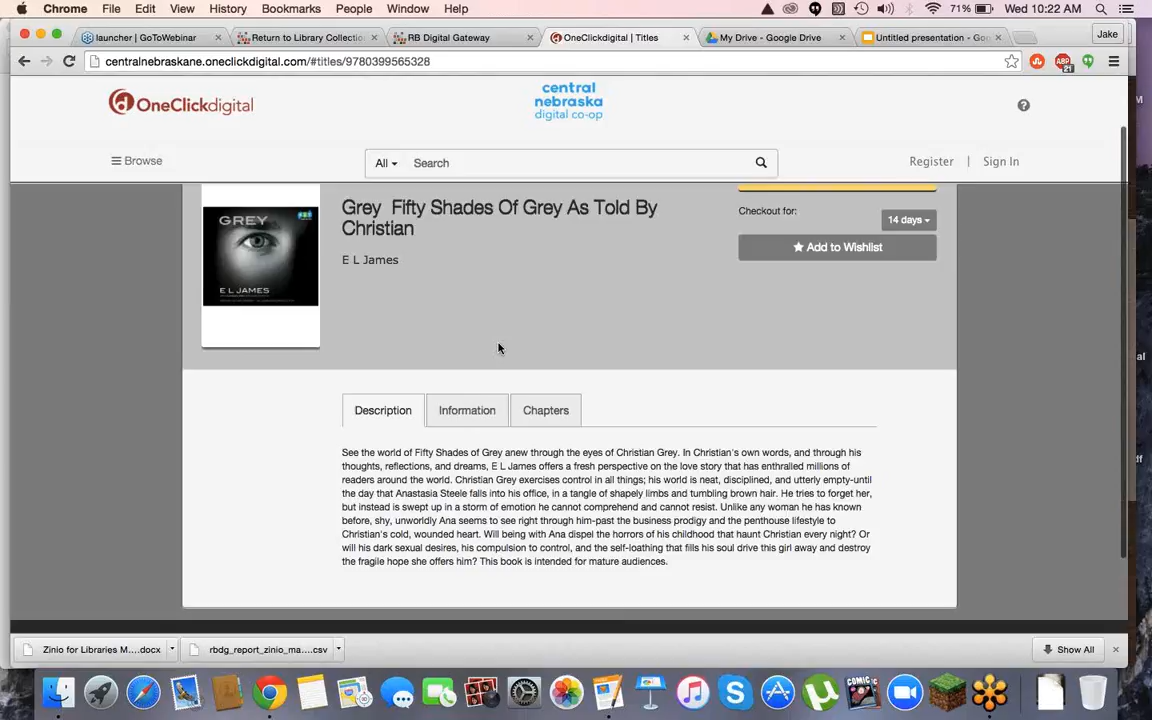 Chrome File Edit View History Bookmarks People Window Help 71% Wed 10:22 AM
launcher | GoToWebinar Return to Library Collectio RB Digital Gateway OneClickdigital | Titles My Drive - Google Drive Untitled presentation - Goo Jake
centralnebraskane.oneclickdigital.com/#titles/9780399565328 ABP 21
OneClickdigital
central
nebraska
digital co-op
?
Browse All Search Register | Sign In
Grey Fifty Shades Of Grey As Told By
Christian
E L James
GREY
E L JAMES
Checkout for:
14 days
Add to Wishlist
Description Information Chapters
See the world of Fifty Shades of Grey anew through the eyes of Christian Grey. In Christian's own words, and through his
thoughts, reflections, and dreams, E L James offers a fresh perspective on the love story that has enthralled millions of
readers around the world. Christian Grey exercises control in all things; his world is neat, disciplined, and utterly empty-until
the day that Anastasia Steele falls into his office, in a tangle of shapely limbs and tumbling brown hair. He tries to forget her,
but instead is swept up in a storm of emotion he cannot comprehend and cannot resist. Unlike any woman he has known
before, shy, unworldly Ana seems to see right through him-past the business prodigy and the penthouse lifestyle to
Christian's cold, wounded heart. Will being with Ana dispel the horrors of his childhood that haunt Christian every night? Or
will his dark sexual desires, his compulsion to control, and the self-loathing that fills his soul drive this girl away and destroy
the fragile hope she offers him? This book is intended for mature audiences.
Zinio for Libraries M....docx rbdg_report_zinio_ma....csv Show All